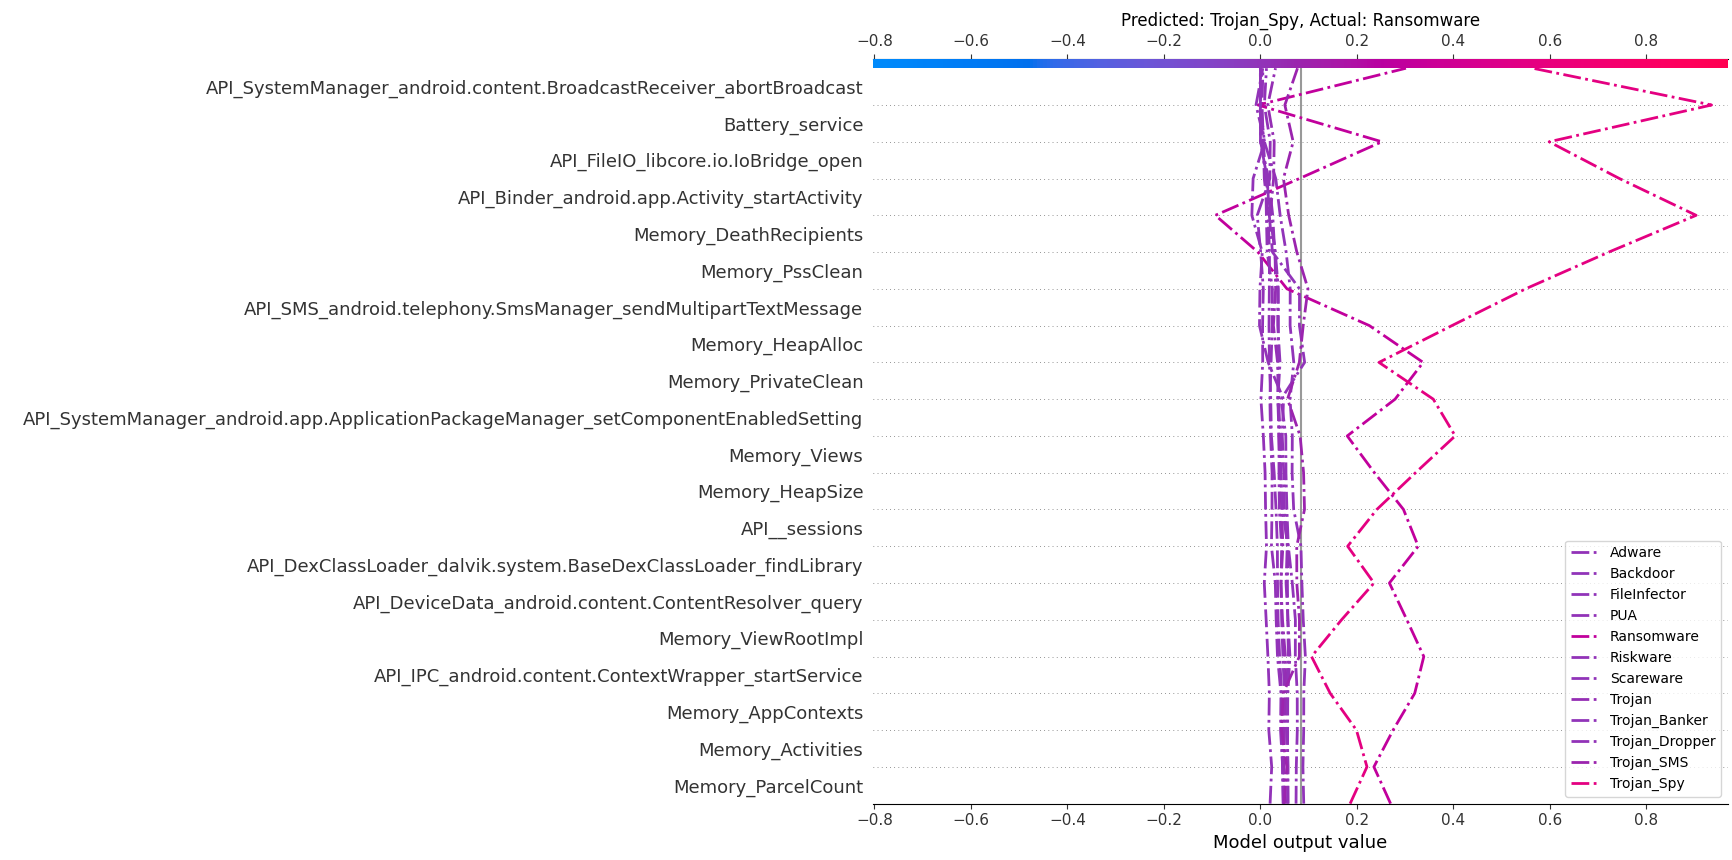 Predicted: Trojan_Spy, Actual: Ransomware
−0.8 −0.6 −0.4 −0.2 0.0 0.2 0.4 0.6 0.8
API_SystemManager_android.content.BroadcastReceiver_abortBroadcast
Battery_service
API_FileIO_libcore.io.IoBridge_open
API_Binder_android.app.Activity_startActivity
Memory_DeathRecipients
Memory_PssClean
API_SMS_android.telephony.SmsManager_sendMultipartTextMessage
Memory_HeapAlloc
Memory_PrivateClean
API_SystemManager_android.app.ApplicationPackageManager_setComponentEnabledSetting
Memory_Views
Memory_HeapSize
API__sessions
API_DexClassLoader_dalvik.system.BaseDexClassLoader_findLibrary
API_DeviceData_android.content.ContentResolver_query
Memory_ViewRootImpl
API_IPC_android.content.ContextWrapper_startService
Memory_AppContexts
Memory_Activities
Memory_ParcelCount
Adware
Backdoor
FileInfector
PUA
Ransomware
Riskware
Scareware
Trojan
Trojan_Banker
Trojan_Dropper
Trojan_SMS
Trojan_Spy
−0.8 −0.6 −0.4 −0.2 0.0 0.2 0.4 0.6 0.8
Model output value